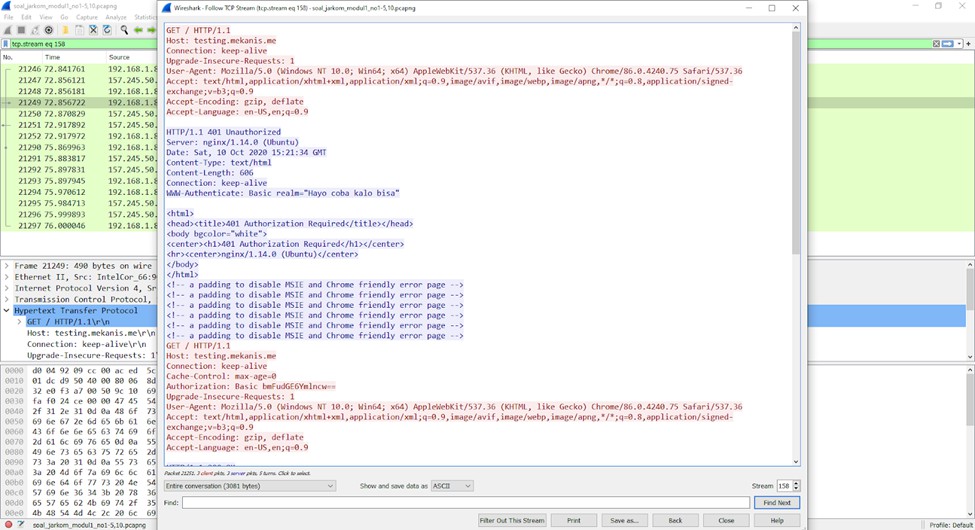 soal_jarkom_modul1_no1-5,10.pcapng
File Edit View Go Capture Analyze Statistics
tcp.stream eq 158
No. Time Source
21246 72.841761 192.168.1.8
21247 72.856121 157.245.50.
21248 72.856181 192.168.1.8
21249 72.856722 192.168.1.8
21250 72.870829 157.245.50.
21251 72.917892 157.245.50.
21252 72.917972 192.168.1.8
21290 75.869963 192.168.1.8
21291 75.883817 157.245.50.
21292 75.897831 157.245.50.
21293 75.897945 192.168.1.8
21294 75.970612 192.168.1.8
21295 75.984713 157.245.50.
21296 75.999893 157.245.50.
21297 76.000046 192.168.1.8
Frame 21249: 490 bytes on wire
Ethernet II, Src: IntelCor_66:9
Internet Protocol Version 4, Sr
Transmission Control Protocol,
Hypertext Transfer Protocol
GET / HTTP/1.1\r\n
Host: testing.mekanis.me\r\n
Connection: keep-alive\r\n
Upgrade-Insecure-Requests: 1\
0000 d0 04 92 09 cc 00 ac ed 5c
0010 01 dc d9 50 40 00 80 06 8d
0020 32 e0 f3 a7 00 50 9c 10 69
0030 fa f0 24 ce 00 00 47 45 54
0040 2f 31 2e 31 0d 0a 48 6f 73
0050 69 6e 67 2e 6d 65 6b 61 6e
0060 43 6f 6e 6e 65 63 74 69 6f
0070 2d 61 6c 69 76 65 0d 0a 55
0080 49 6e 73 65 63 75 72 65 2d
0090 73 3a 20 31 0d 0a 55 73 65
00a0 3a 20 4d 6f 7a 69 6c 6c 61
00b0 69 6e 64 6f 77 73 20 4e 54
00c0 57 69 6e 36 34 3b 20 78 36
00d0 65 57 65 62 4b 69 74 2f 35
00e0 4b 48 54 4d 4c 2c 20 6c 69
soal_jarkom_modul1_no1-5,10.pcapng
Profile: Default
Wireshark - Follow TCP Stream (tcp.stream eq 158) - soal_jarkom_modul1_no1-5,10.pcapng
GET / HTTP/1.1
Host: testing.mekanis.me
Connection: keep-alive
Upgrade-Insecure-Requests: 1
User-Agent: Mozilla/5.0 (Windows NT 10.0; Win64; x64) AppleWebKit/537.36 (KHTML, like Gecko) Chrome/86.0.4240.75 Safari/537.36
Accept: text/html,application/xhtml+xml,application/xml;q=0.9,image/avif,image/webp,image/apng,*/*;q=0.8,application/signed-
exchange;v=b3;q=0.9
Accept-Encoding: gzip, deflate
Accept-Language: en-US,en;q=0.9
HTTP/1.1 401 Unauthorized
Server: nginx/1.14.0 (Ubuntu)
Date: Sat, 10 Oct 2020 15:21:34 GMT
Content-Type: text/html
Content-Length: 606
Connection: keep-alive
WWW-Authenticate: Basic realm="Hayo coba kalo bisa"
<html>
<head><title>401 Authorization Required</title></head>
<body bgcolor="white">
<center><h1>401 Authorization Required</h1></center>
<hr><center>nginx/1.14.0 (Ubuntu)</center>
</body>
</html>
<!-- a padding to disable MSIE and Chrome friendly error page -->
<!-- a padding to disable MSIE and Chrome friendly error page -->
<!-- a padding to disable MSIE and Chrome friendly error page -->
<!-- a padding to disable MSIE and Chrome friendly error page -->
<!-- a padding to disable MSIE and Chrome friendly error page -->
<!-- a padding to disable MSIE and Chrome friendly error page -->
GET / HTTP/1.1
Host: testing.mekanis.me
Connection: keep-alive
Cache-Control: max-age=0
Authorization: Basic bmFudGE6Ymlncw==
Upgrade-Insecure-Requests: 1
User-Agent: Mozilla/5.0 (Windows NT 10.0; Win64; x64) AppleWebKit/537.36 (KHTML, like Gecko) Chrome/86.0.4240.75 Safari/537.36
Accept: text/html,application/xhtml+xml,application/xml;q=0.9,image/avif,image/webp,image/apng,*/*;q=0.8,application/signed-
exchange;v=b3;q=0.9
Accept-Encoding: gzip, deflate
Accept-Language: en-US,en;q=0.9
Packet 21251. 3 client pkts, 3 server pkts, 5 turns. Click to select.
Entire conversation (3081 bytes) Show and save data as ASCII Stream 158
Find: Find Next
Filter Out This Stream Print Save as... Back Close Help